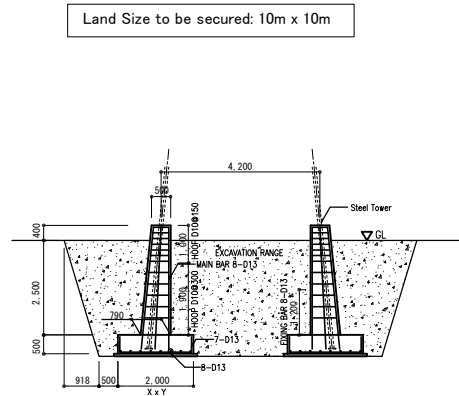 Land Size to be secured: 10m x 10m
4,200
500
Steel Tower
GL
400
HOOF D10@150
EXCAVATION RANGE
MAIN BAR 8-D13
2,500
HOOP D10@300
FIXING BAR 8-D13
790
7-D13
500
8-D13
918
500
2,000
X x Y